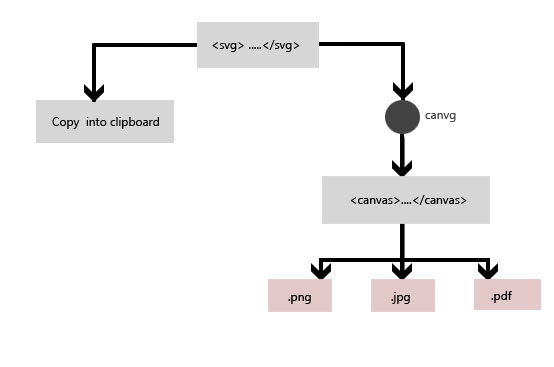 <svg> .....</svg>
Copy into clipboard
canvg
<canvas>....</canvas>
.png
.jpg
.pdf